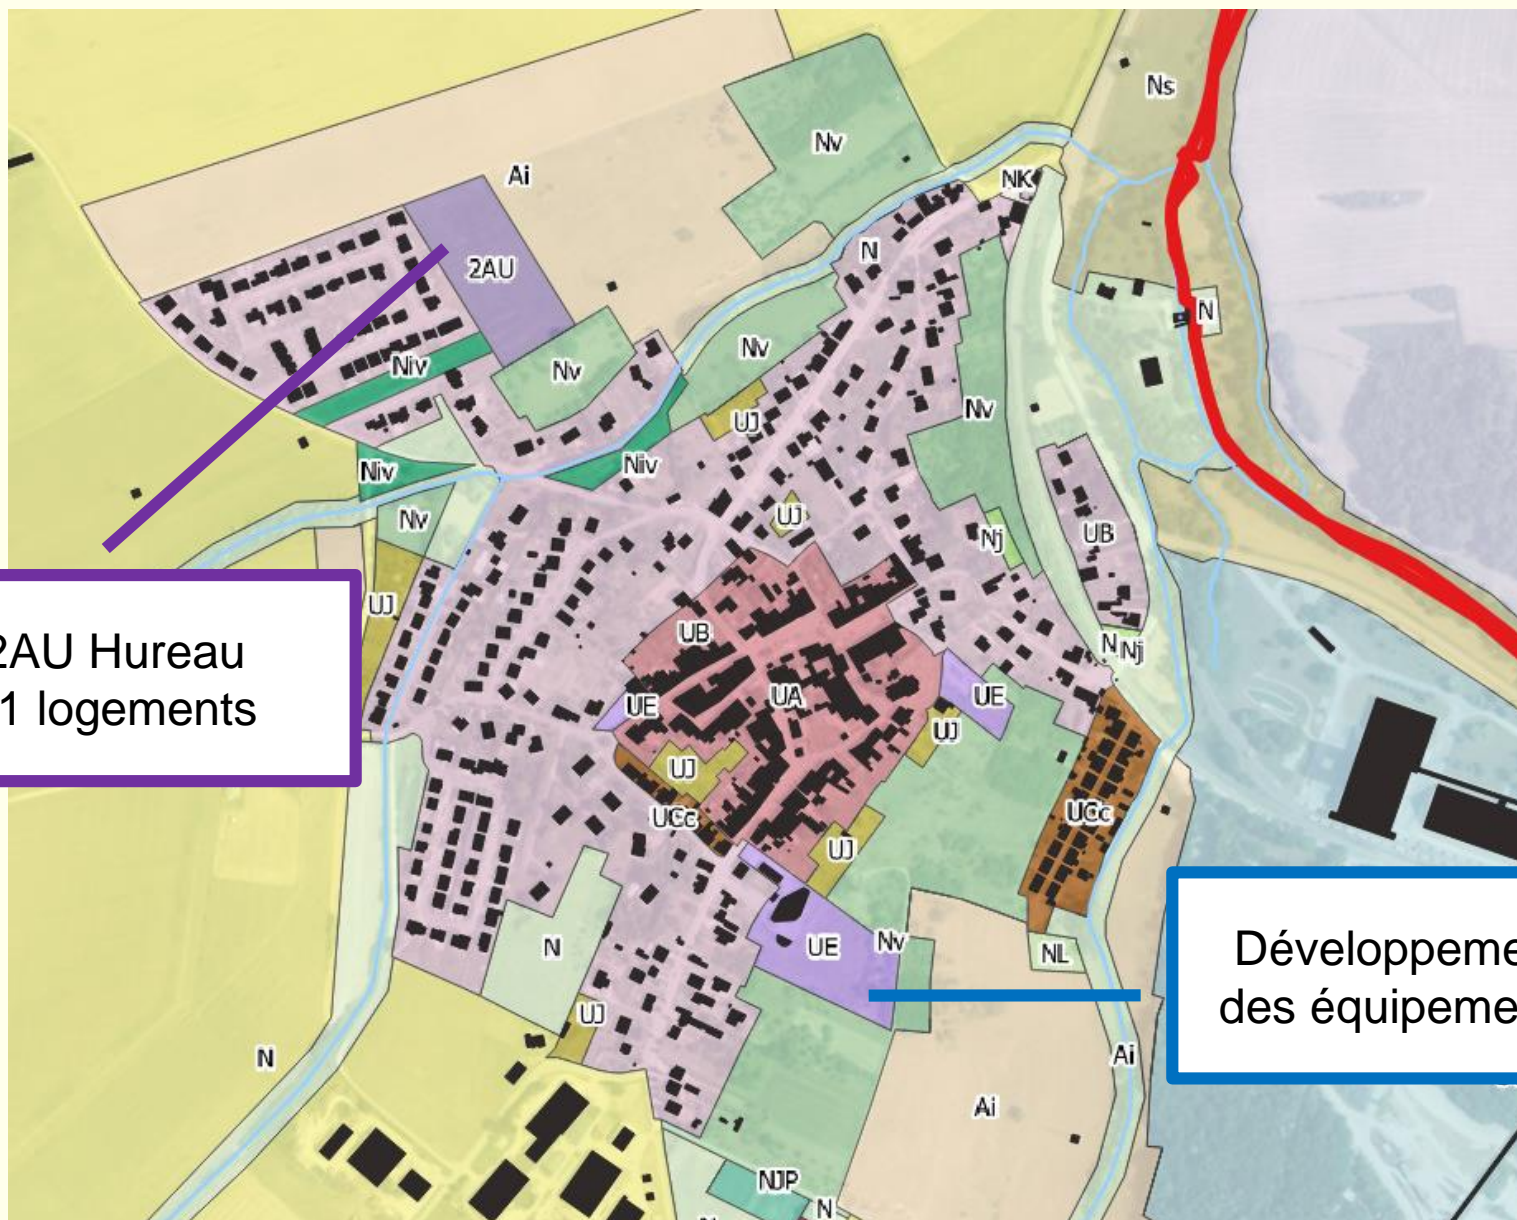 Ns
Nv
Ai
NK
N
2AU
N
Nv
Niv
Nv
Nv
UJ
Niv
Niv
Nv
UJ
Nj
UB
UJ
2AU Hureau
1 logements
UB
N
Nj
UA
UE
UE
UJ
UJ
UCc
UCc
UJ
N
UE
Nv
NL
Développeme
des équipeme
UJ
N
Ai
Ai
NJP
N